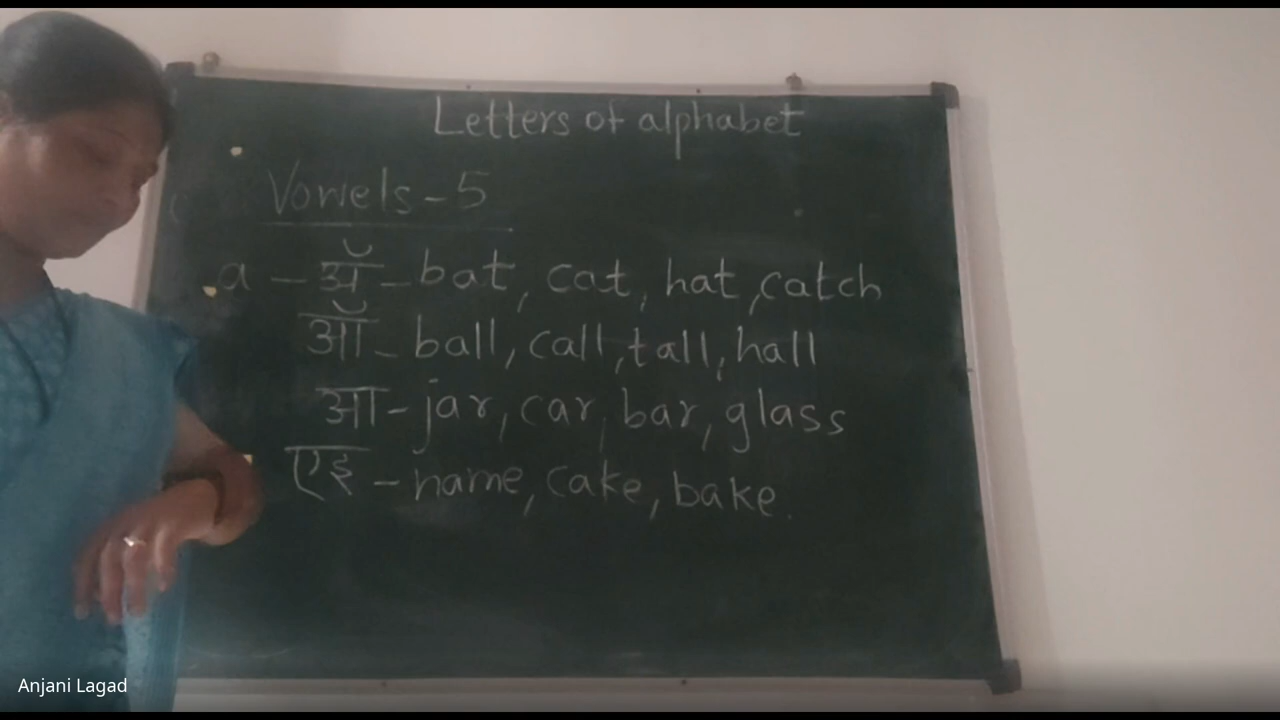 Letters of alphabet
Vowels - 5
a - ॲ - bat, cat, hat, catch
ऑ - ball, call, tall, hall
आ - jar, car, bar, glass
एइ - name, cake, bake.
Anjani Lagad